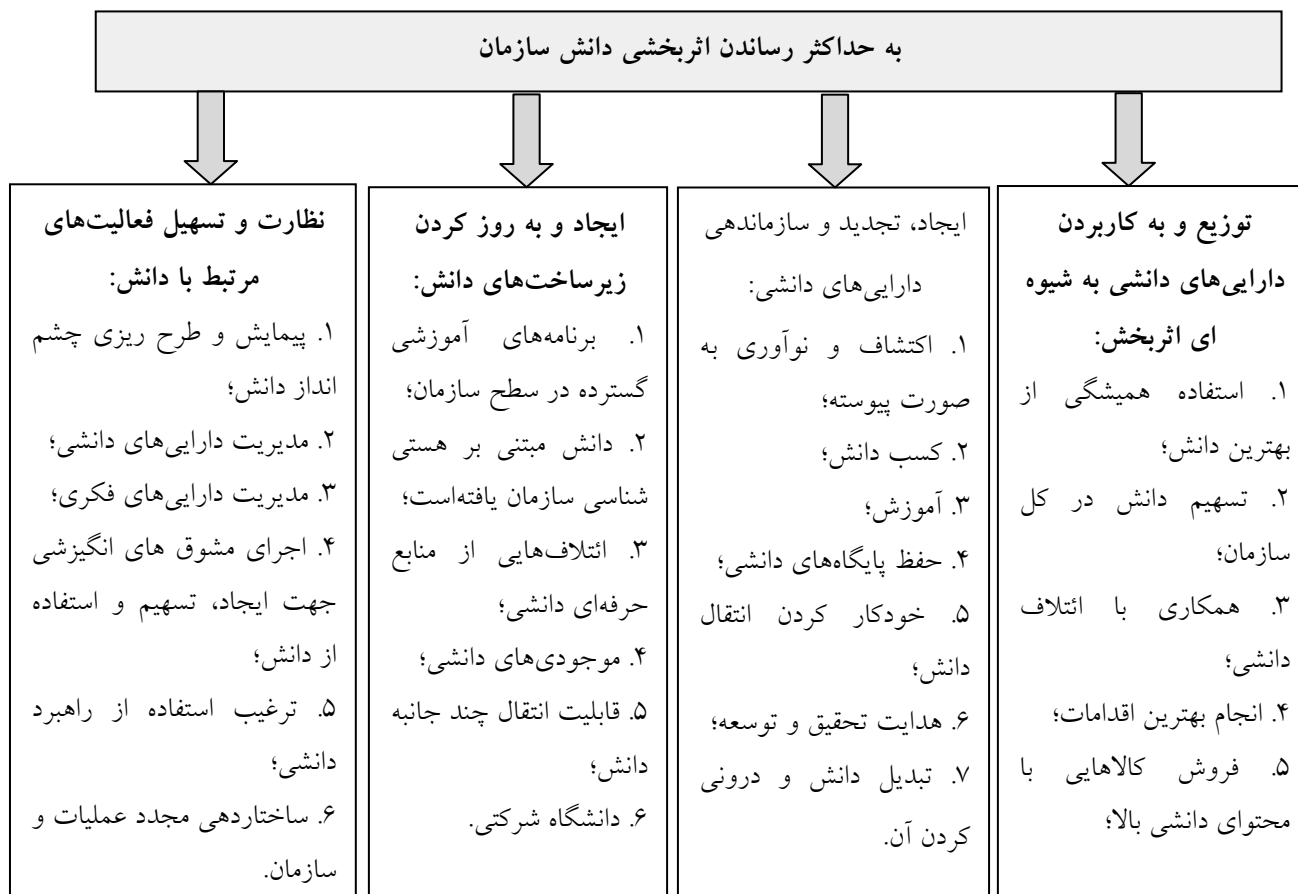 به حداکثر رساندن اثربخشی دانش سازمان
توزیع و به کاربردن
دارایی‌های دانشی به شیوه
ای اثربخش:
۱. استفاده همیشگی از
بهترین دانش؛
۲. تسهیم دانش در کل
سازمان؛
۳. همکاری با ائتلاف
دانشی؛
۴. انجام بهترین اقدامات؛
۵. فروش کالاهایی با
محتوای دانشی بالا؛
ایجاد، تجدید و سازماندهی
دارایی‌های دانشی:
۱. اکتشاف و نوآوری به
صورت پیوسته؛
۲. کسب دانش؛
۳. آموزش؛
۴. حفظ پایگاه‌های دانشی؛
۵. خودکار کردن انتقال
دانش؛
۶. هدایت تحقیق و توسعه؛
۷. تبدیل دانش و درونی
کردن آن.
ایجاد و به روز کردن
زیرساخت‌های دانش:
۱. برنامه‌های آموزشی
گسترده در سطح سازمان؛
۲. دانش مبتنی بر هستی
شناسی سازمان یافته‌است؛
۳. ائتلاف‌هایی از منابع
حرفه‌ای دانشی؛
۴. موجودی‌های دانشی؛
۵. قابلیت انتقال چند جانبه
دانش؛
۶. دانشگاه شرکتی.
نظارت و تسهیل فعالیت‌های
مرتبط با دانش:
۱. پیمایش و طرح ریزی چشم
انداز دانش؛
۲. مدیریت دارایی‌های دانشی؛
۳. مدیریت دارایی‌های فکری؛
۴. اجرای مشوق های انگیزشی
جهت ایجاد، تسهیم و استفاده
از دانش؛
۵. ترغیب استفاده از راهبرد
دانشی؛
۶. ساختاردهی مجدد عملیات و
سازمان.